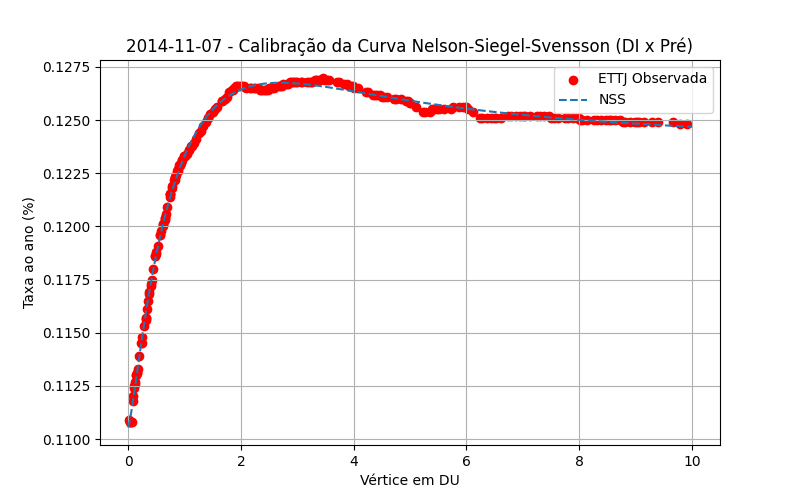 2014-11-07 - Calibração da Curva Nelson-Siegel-Svensson (DI x Pré)
ETTJ Observada
NSS
Taxa ao ano (%)
0.1275
0.1250
0.1225
0.1200
0.1175
0.1150
0.1125
0.1100
0 2 4 6 8 10
Vértice em DU